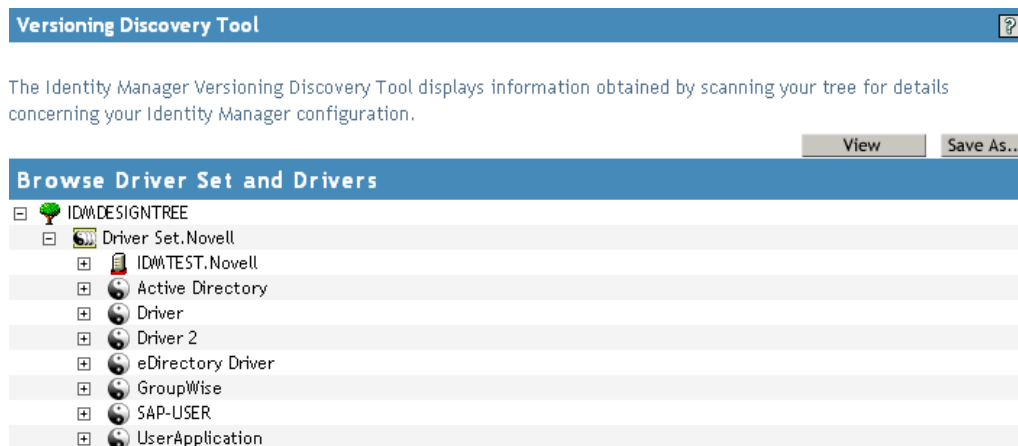 Versioning Discovery Tool
?
The Identity Manager Versioning Discovery Tool displays information obtained by scanning your tree for details
concerning your Identity Manager configuration.
View Save As..
Browse Driver Set and Drivers
IDMDESIGNTREE
Driver Set.Novell
IDMTEST.Novell
Active Directory
Driver
Driver 2
eDirectory Driver
GroupWise
SAP-USER
UserApplication